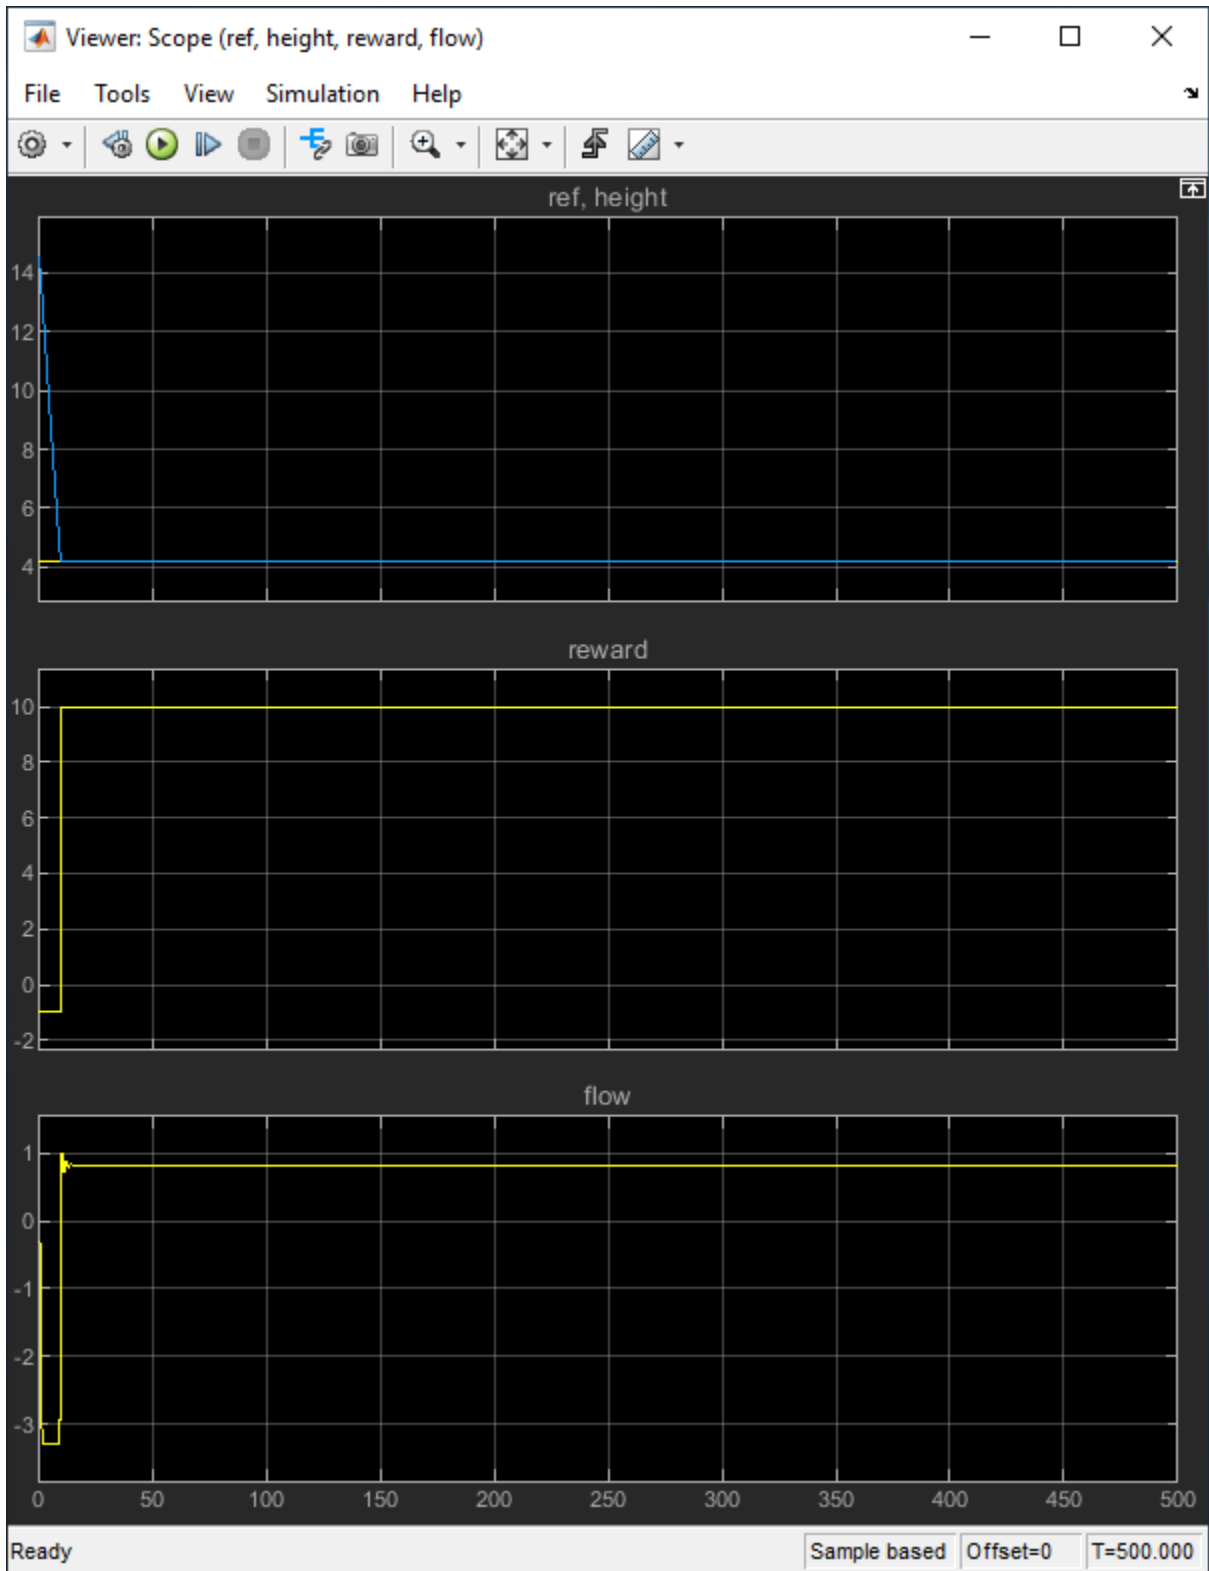 Viewer: Scope (ref, height, reward, flow)
File Tools View Simulation Help
ref, height
14
12
10
8
6
4
reward
10
8
6
4
2
0
-2
flow
1
0
-1
-2
-3
0 50 100 150 200 250 300 350 400 450 500
Ready Sample based Offset=0 T=500.000